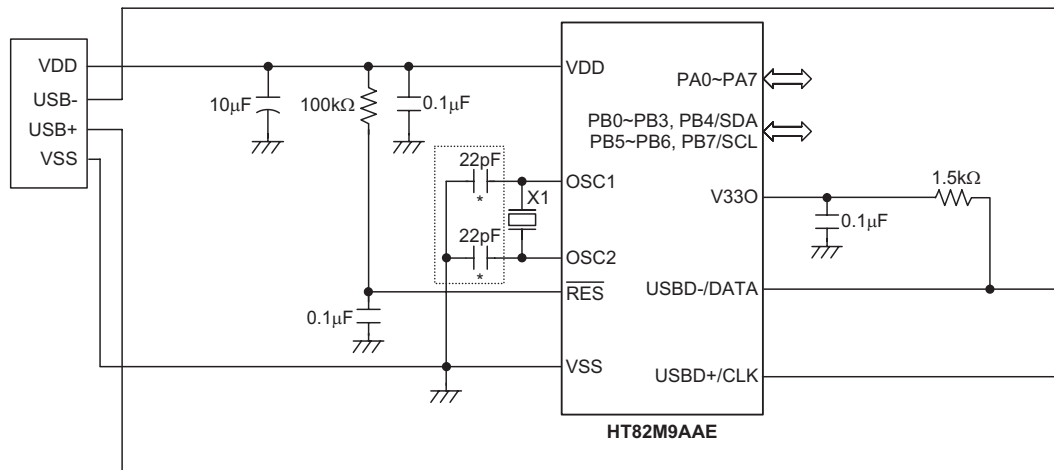 VDD
USB-
USB+
VSS
10μF
100kΩ
0.1μF
22pF
*
22pF
*
X1
0.1μF
VDD
OSC1
OSC2
RES
VSS
PA0~PA7
PB0~PB3, PB4/SDA
PB5~PB6, PB7/SCL
V33O
USBD-/DATA
USBD+/CLK
1.5kΩ
0.1μF
HT82M9AAE